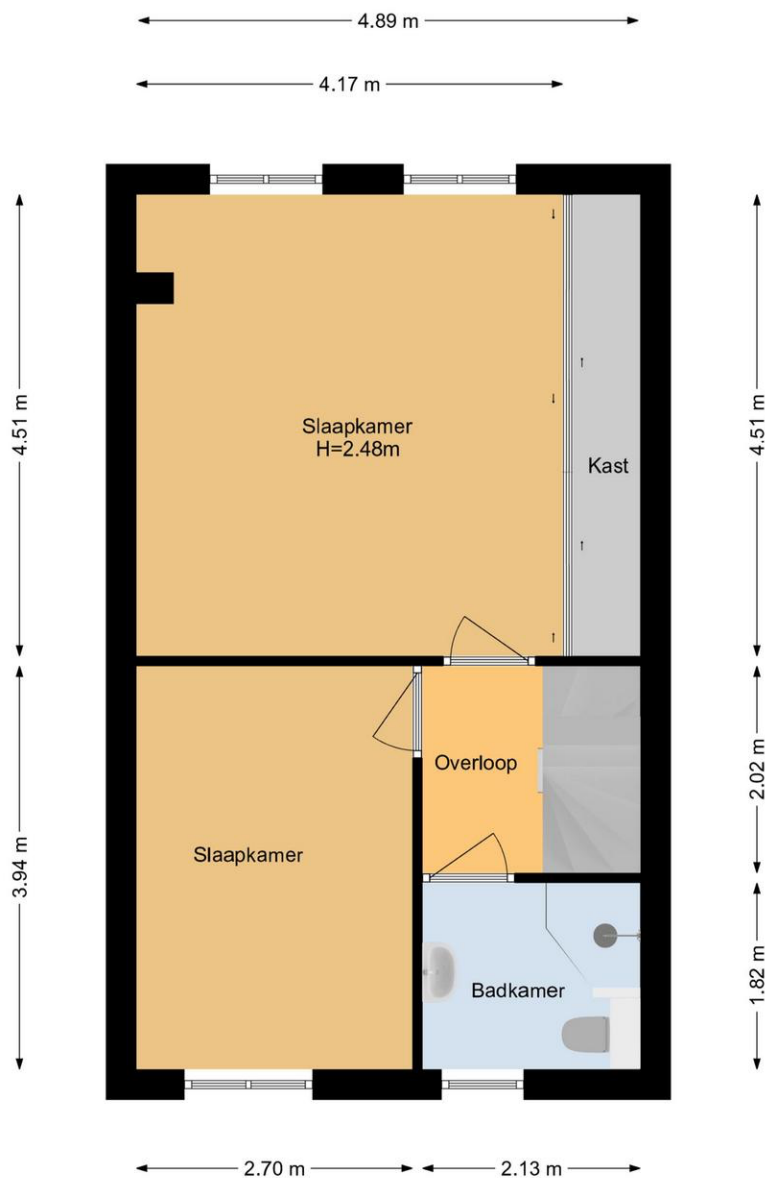 4.89 m
4.17 m
4.51 m
4.51 m
Slaapkamer
H=2.48m
Kast
Overloop
2.02 m
Slaapkamer
3.94 m
Badkamer
1.82 m
2.70 m
2.13 m